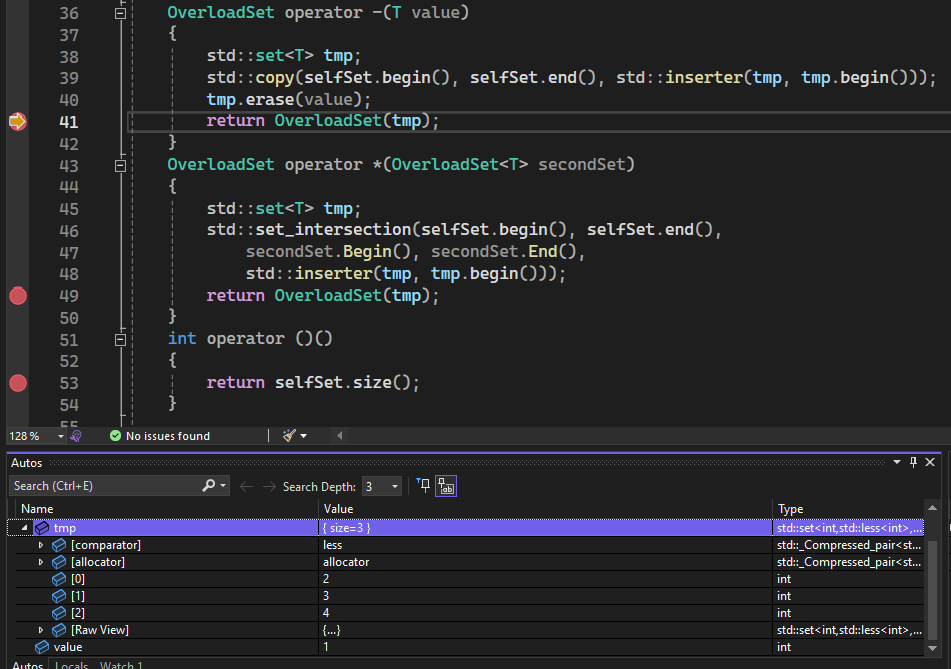 36 OverloadSet operator -(T value)
37 {
38 std::set<T> tmp;
39 std::copy(selfSet.begin(), selfSet.end(), std::inserter(tmp, tmp.begin()));
40 tmp.erase(value);
41 return OverloadSet(tmp);
42 }
43 OverloadSet operator *(OverloadSet<T> secondSet)
44 {
45 std::set<T> tmp;
46 std::set_intersection(selfSet.begin(), selfSet.end(),
47 secondSet.Begin(), secondSet.End(),
48 std::inserter(tmp, tmp.begin()));
49 return OverloadSet(tmp);
50 }
51 int operator ()()
52 {
53 return selfSet.size();
54 }
55
128 % No issues found
Autos
Search (Ctrl+E) Search Depth: 3
Name Value Type
tmp { size=3 } std::set<int,std::less<int>,...
[comparator] less std::_Compressed_pair<st...
[allocator] allocator std::_Compressed_pair<st...
[0] 2 int
[1] 3 int
[2] 4 int
[Raw View] {...} std::set<int,std::less<int>,...
value 1 int
Autos Locals Watch 1